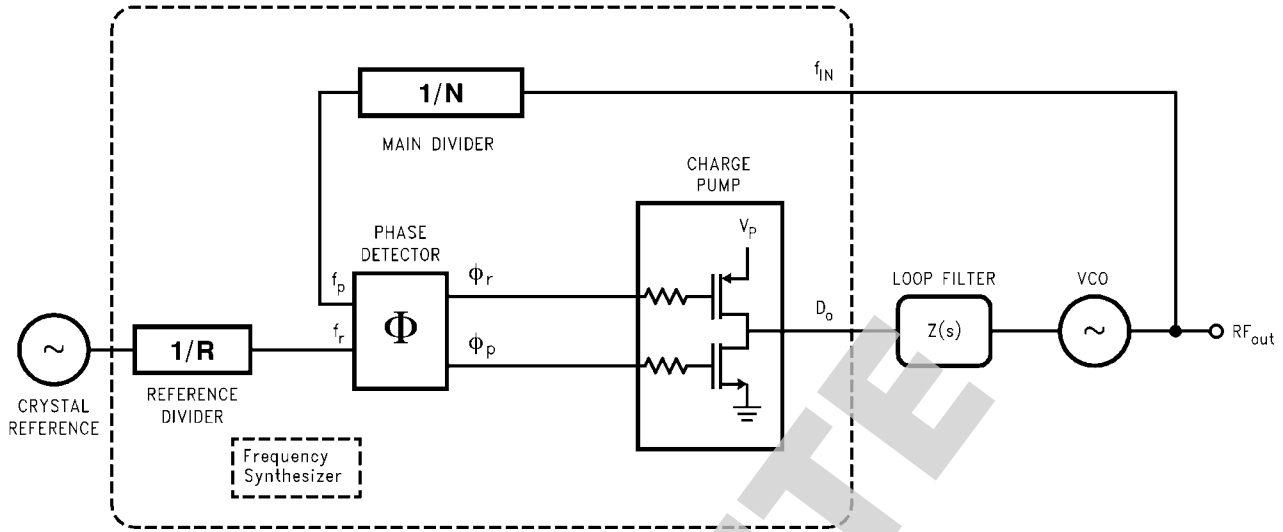 f_IN
1/N
MAIN DIVIDER
CHARGE
PUMP
V_P
PHASE
DETECTOR
f_p
f_r
Φ
ϕ_r
ϕ_p
D_o
LOOP FILTER
Z(s)
VCO
~
RF_out
~
1/R
CRYSTAL
REFERENCE
REFERENCE
DIVIDER
Frequency
Synthesizer